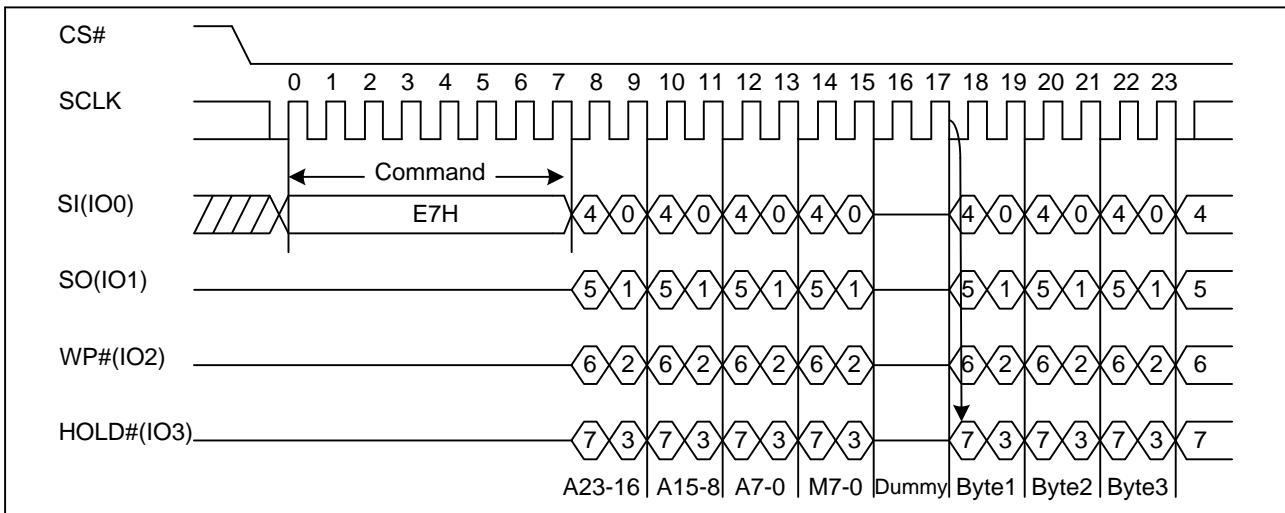 CS#
0 1 2 3 4 5 6 7 8 9 10 11 12 13 14 15 16 17 18 19 20 21 22 23
SCLK
Command
SI(IO0) E7H 4 0 4 0 4 0 4 0 4 0 4 0 4 0 4
SO(IO1) 5 1 5 1 5 1 5 1 5 1 5 1 5 1 5
WP#(IO2) 6 2 6 2 6 2 6 2 6 2 6 2 6 2 6
HOLD#(IO3) 7 3 7 3 7 3 7 3 7 3 7 3 7 3 7
A23-16 A15-8 A7-0 M7-0 Dummy Byte1 Byte2 Byte3